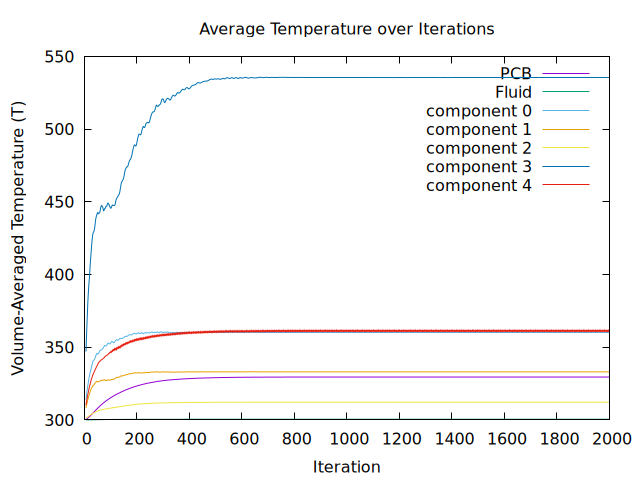 Average Temperature over Iterations
Volume-Averaged Temperature (T)
550
500
450
400
350
300
PCB
Fluid
component 0
component 1
component 2
component 3
component 4
0 200 400 600 800 1000 1200 1400 1600 1800 2000
Iteration